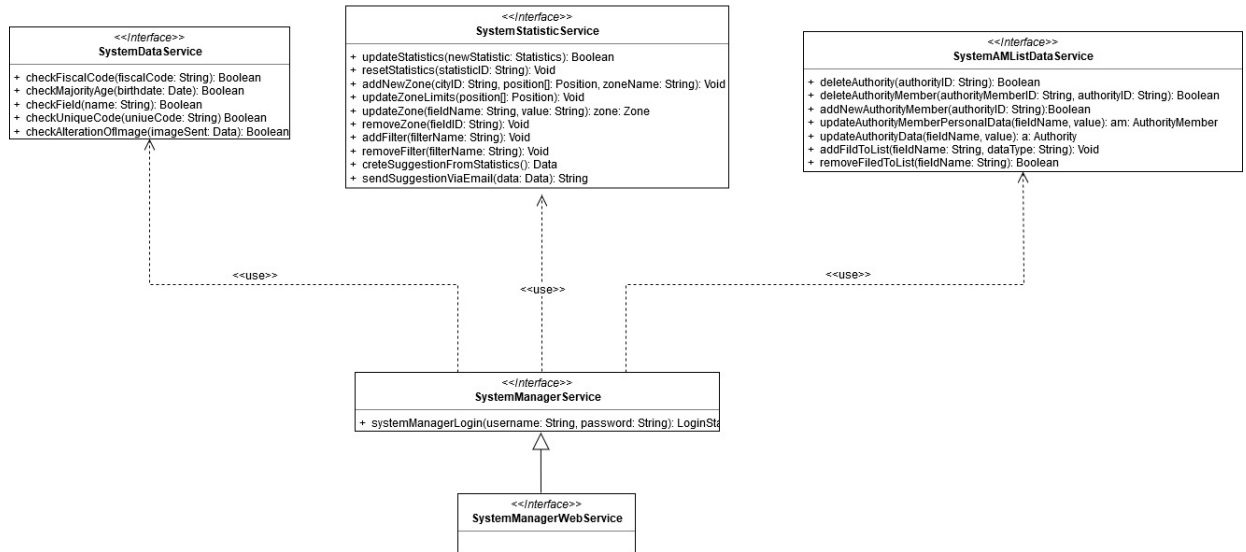 <<Interface>>
SystemDataService
+ checkFiscalCode(fiscalCode: String): Boolean
+ checkMajorityAge(birthdate: Date): Boolean
+ checkField(name: String): Boolean
+ checkUniqueCode(uniueCode: String) Boolean
+ checkAlterationOfImage(imageSent: Data): Boolean
<<Interface>>
SystemStatisticService
+ updateStatistics(newStatistic: Statistics): Boolean
+ resetStatistics(statisticID: String): Void
+ addNewZone(cityID: String, position[]: Position, zoneName: String): Void
+ updateZoneLimits(position[]: Position): Void
+ updateZone(fieldName: String, value: String): zone: Zone
+ removeZone(fieldID: String): Void
+ addFilter(filterName: String): Void
+ removeFilter(filterName: String): Void
+ creteSuggestionFromStatistics(): Data
+ sendSuggestionViaEmail(data: Data): String
<<Interface>>
SystemAMListDataService
+ deleteAuthority(authorityID: String): Boolean
+ deleteAuthorityMember(authorityMemberID: String, authorityID: String): Boolean
+ addNewAuthorityMember(authorityID: String):Boolean
+ updateAuthorityMemberPersonalData(fieldName, value): am: AuthorityMember
+ updateAuthorityData(fieldName, value): a: Authority
+ addFildToList(fieldName: String, dataType: String): Void
+ removeFiledToList(fieldName: String): Boolean
<<use>>
<<use>>
<<use>>
<<Interface>>
SystemManagerService
+ systemManagerLogin(username: String, password: String): LoginSta
<<Interface>>
SystemManagerWebService